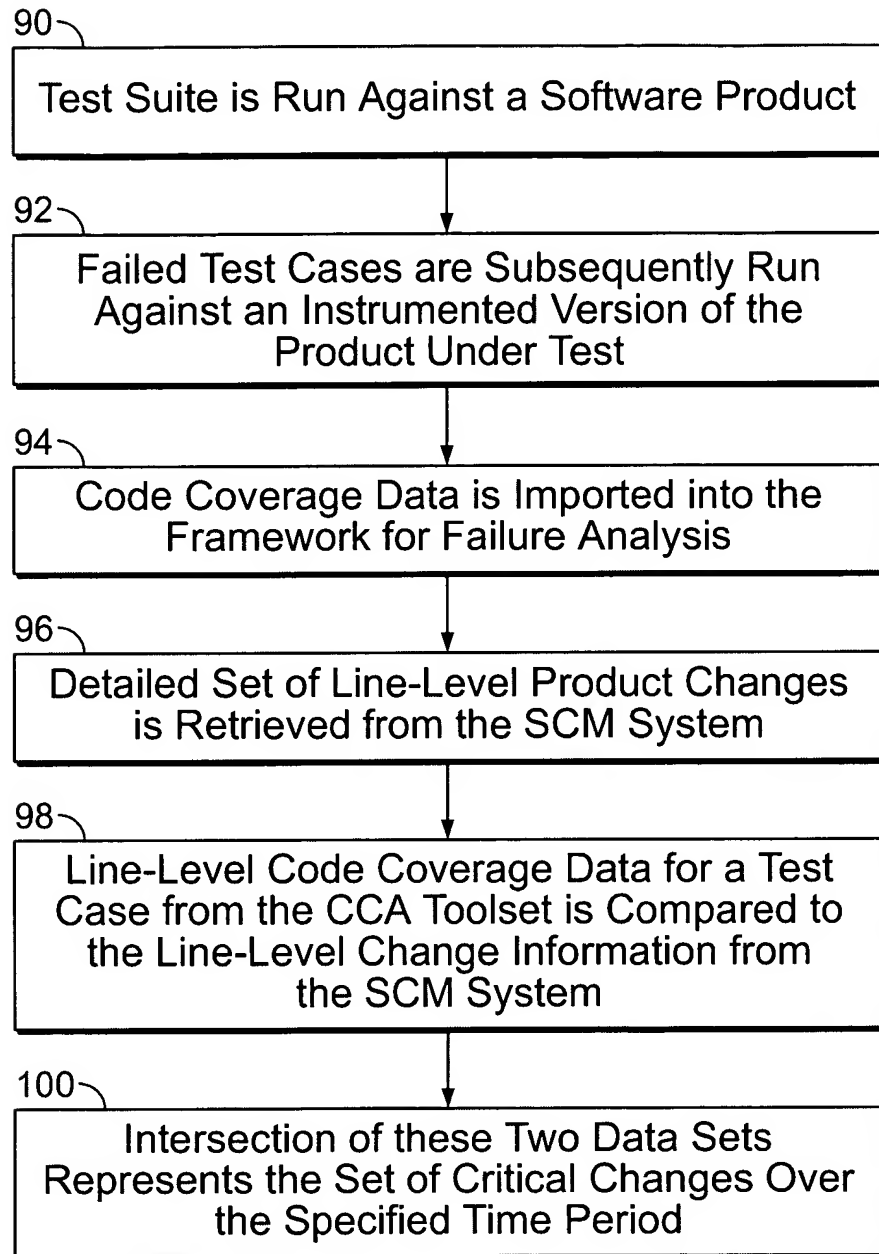 90
Test Suite is Run Against a Software Product
92
Failed Test Cases are Subsequently Run
Against an Instrumented Version of the
Product Under Test
94
Code Coverage Data is Imported into the
Framework for Failure Analysis
96
Detailed Set of Line-Level Product Changes
is Retrieved from the SCM System
98
Line-Level Code Coverage Data for a Test
Case from the CCA Toolset is Compared to
the Line-Level Change Information from
the SCM System
100
Intersection of these Two Data Sets
Represents the Set of Critical Changes Over
the Specified Time Period